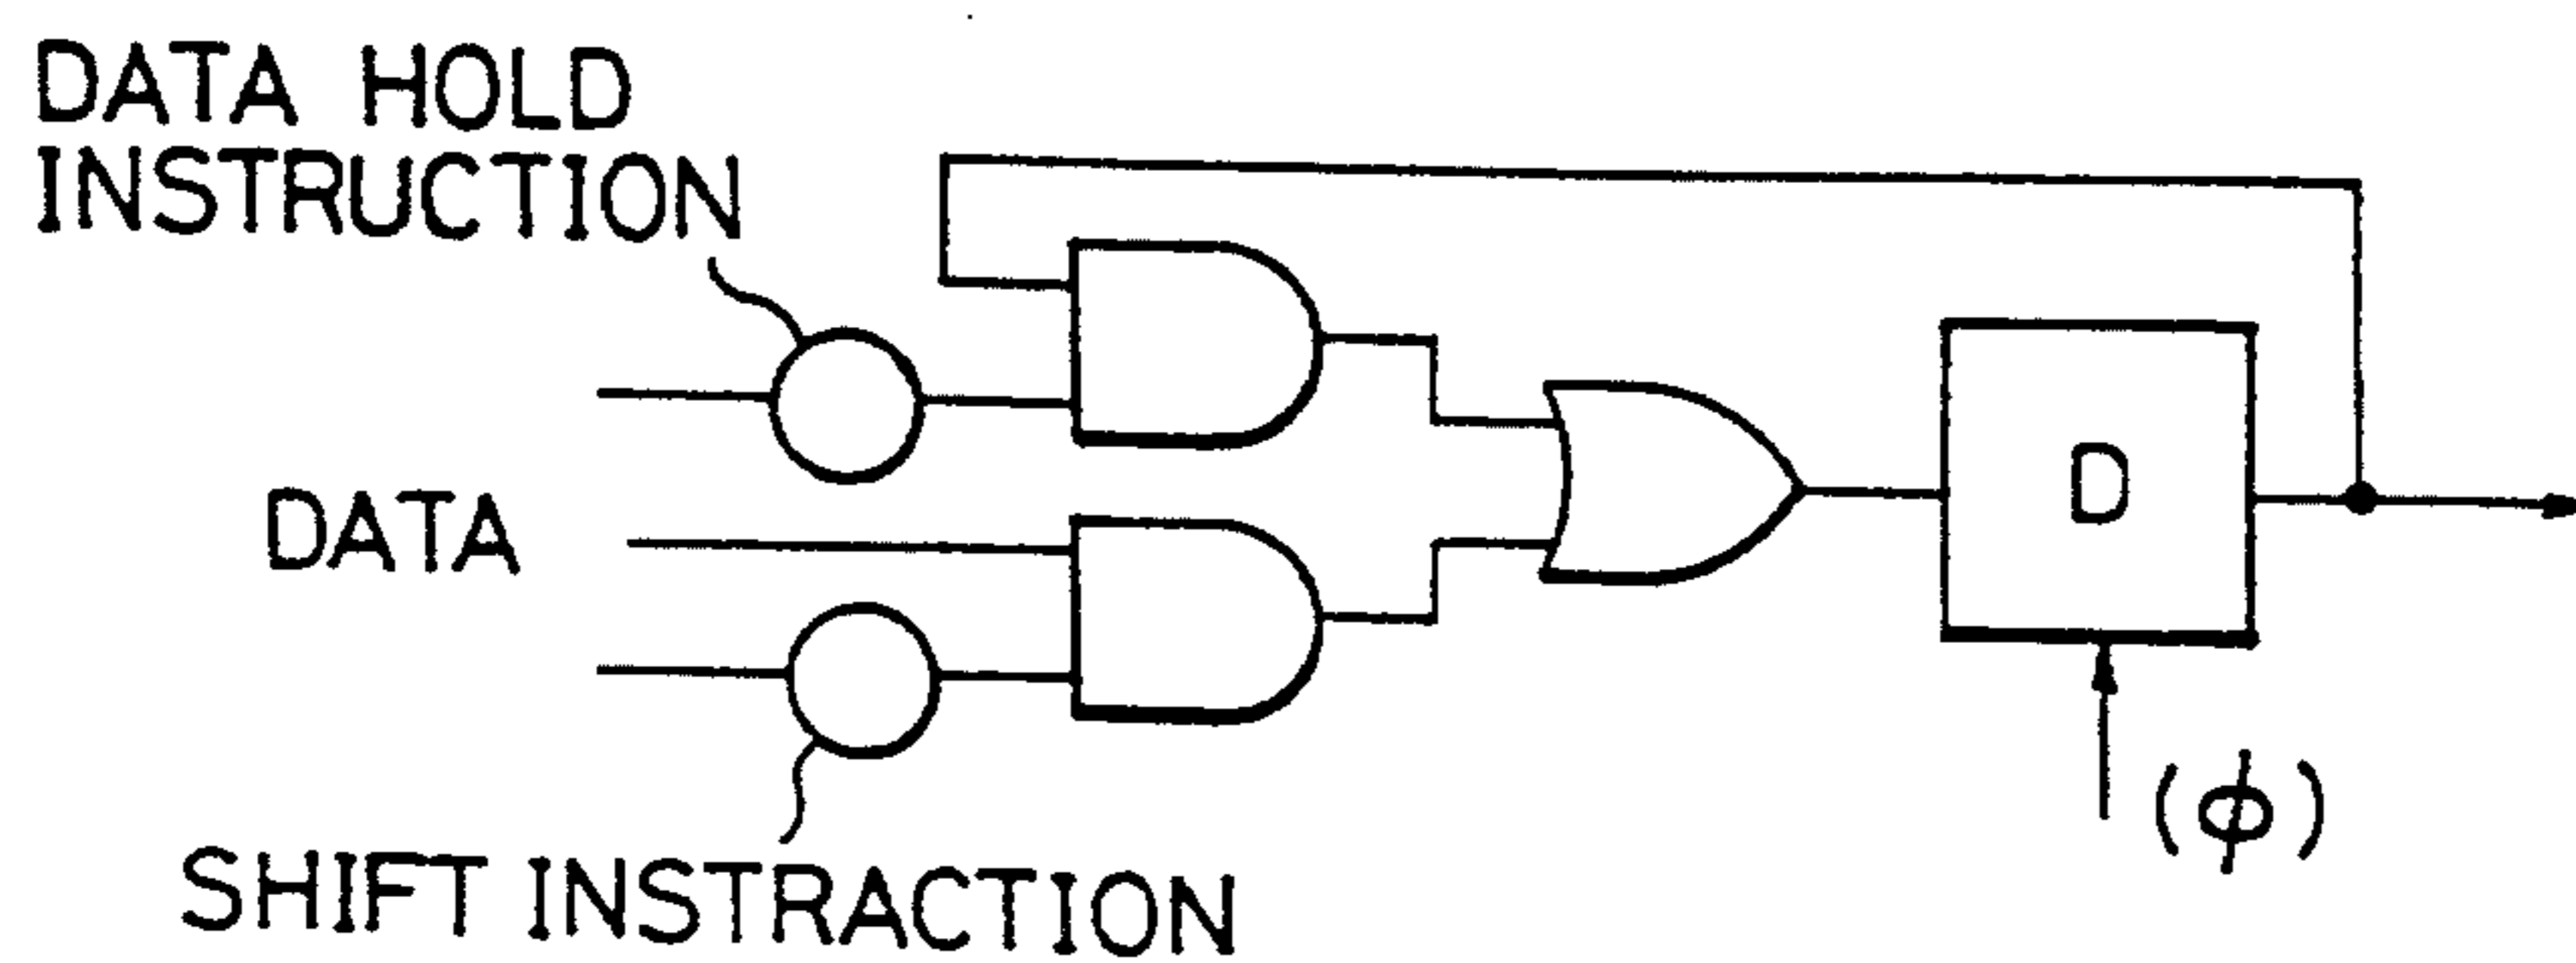 DATA HOLD
INSTRUCTION
DATA
D
(ϕ)
SHIFT INSTRACTION